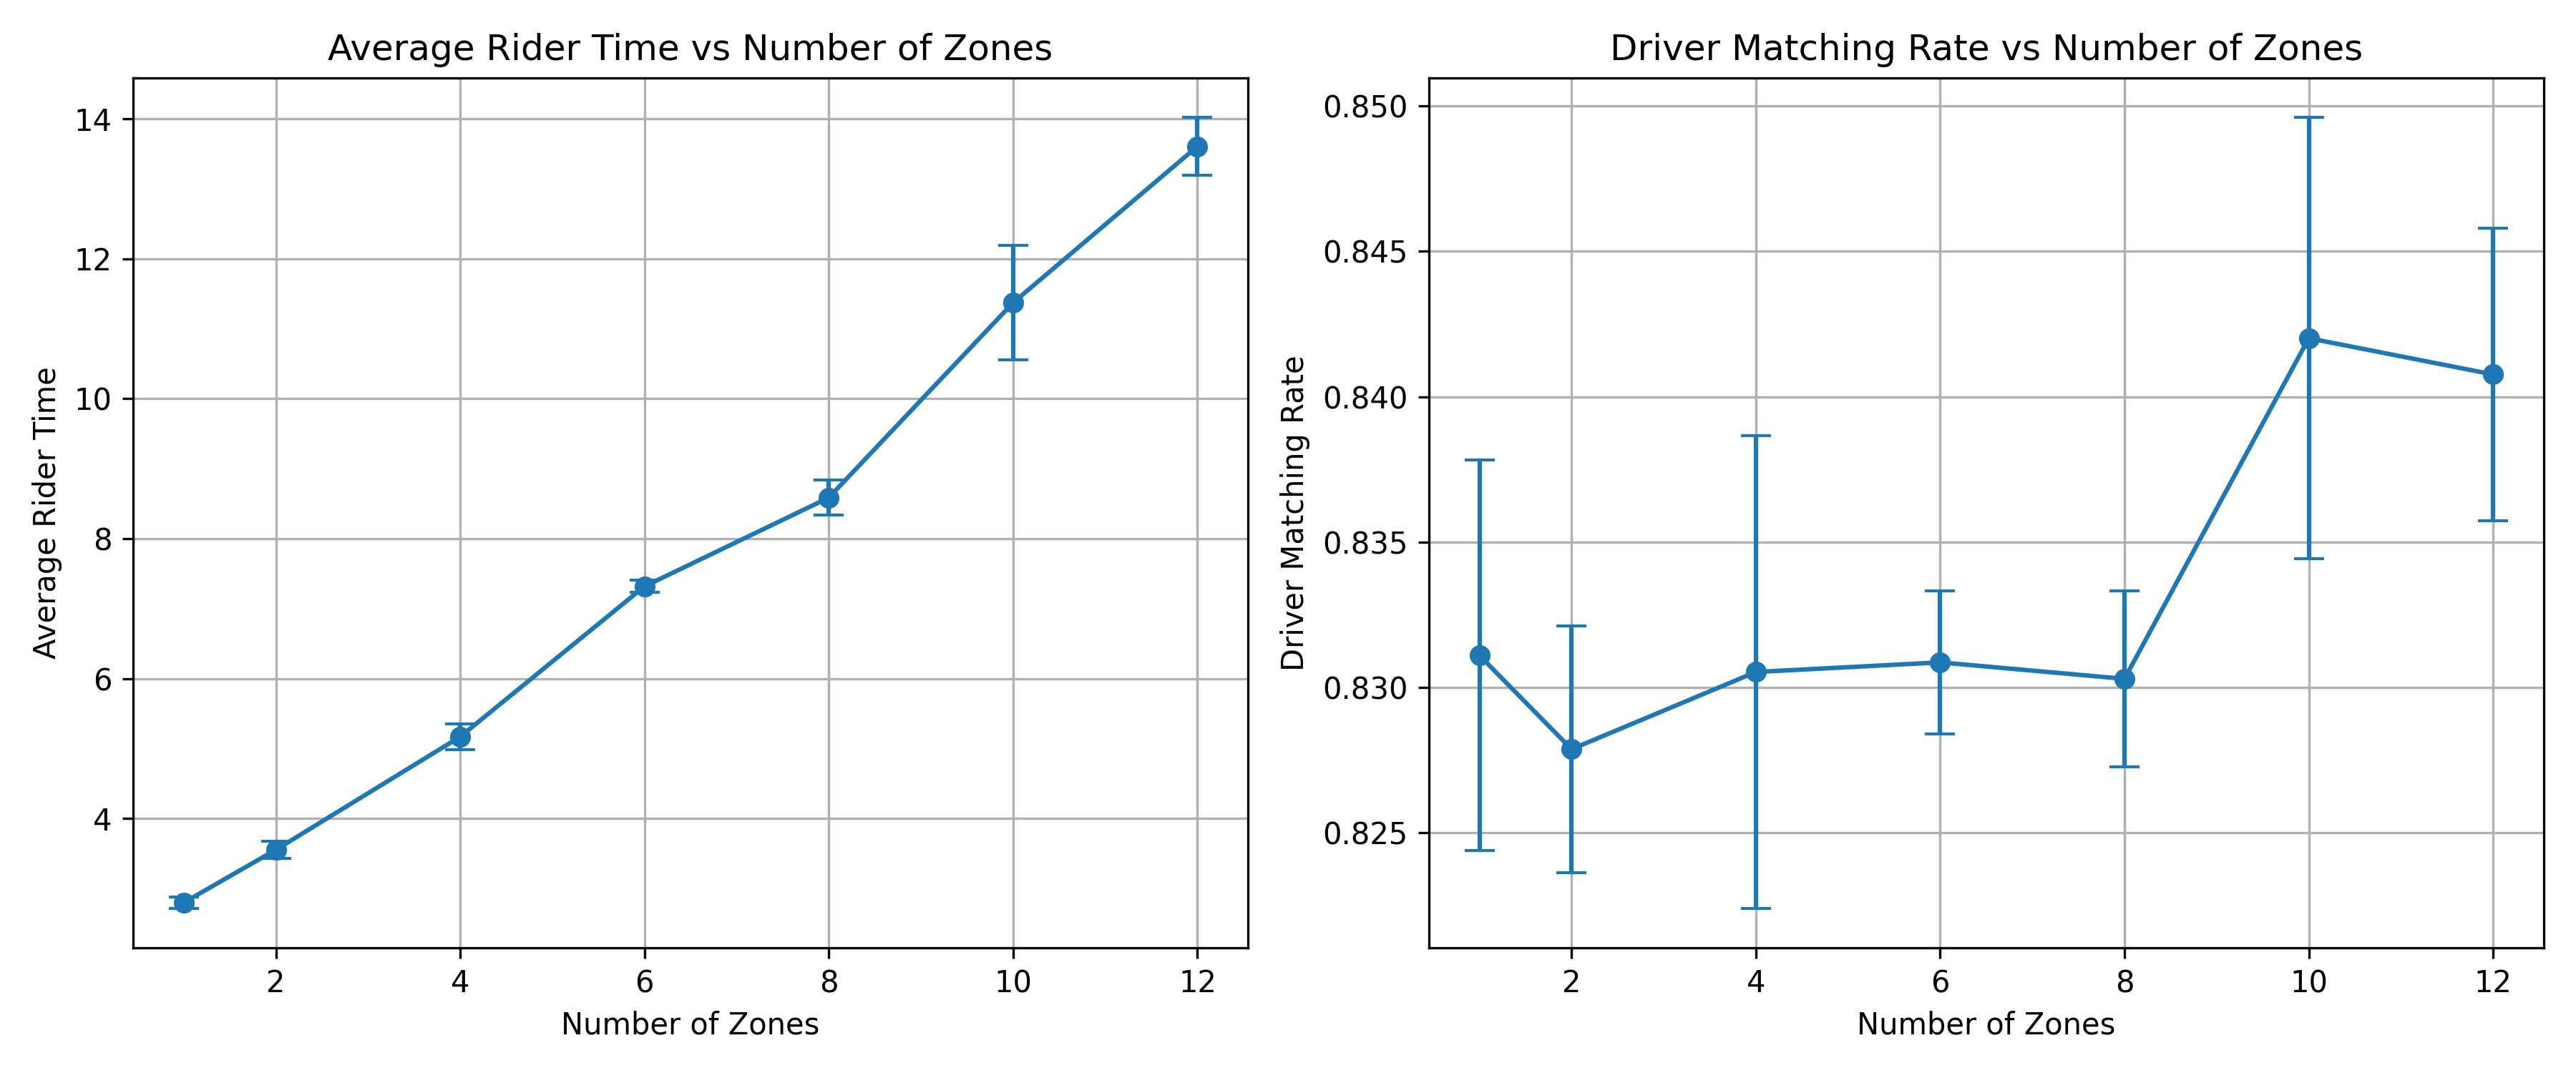 Average Rider Time vs Number of Zones
14
12
10
8
6
4
Average Rider Time
2 4 6 8 10 12
Number of Zones
Driver Matching Rate vs Number of Zones
0.850
0.845
0.840
0.835
0.830
0.825
Driver Matching Rate
2 4 6 8 10 12
Number of Zones